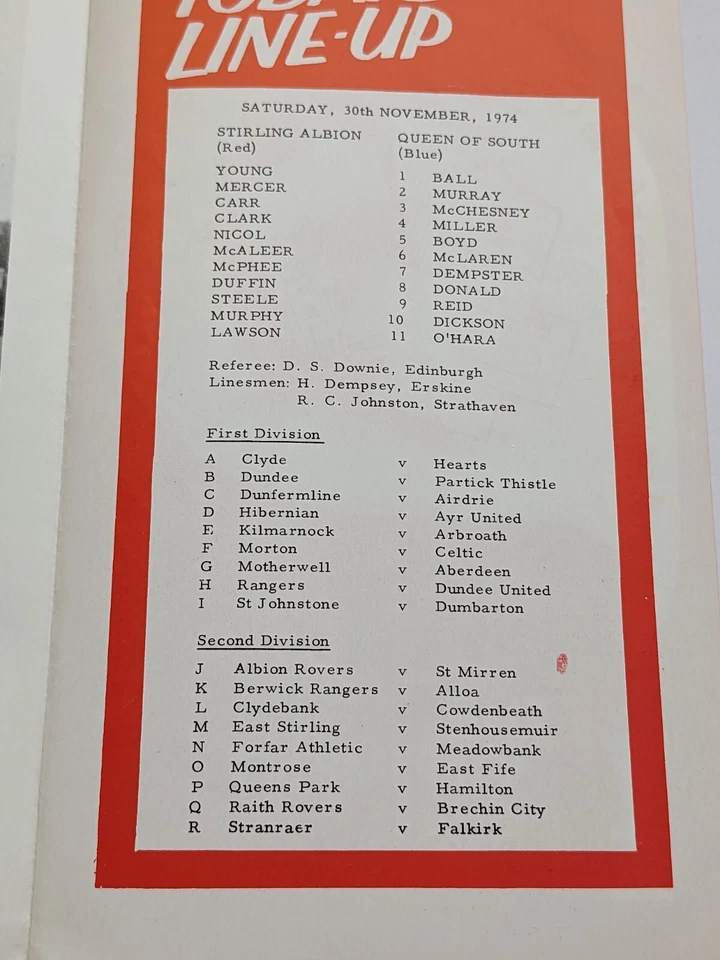 TODAY'S
LINE-UP
SATURDAY, 30th NOVEMBER, 1974
STIRLING ALBION QUEEN OF SOUTH
(Red) (Blue)
YOUNG 1 BALL
MERCER 2 MURRAY
CARR 3 McCHESNEY
CLARK 4 MILLER
NICOL 5 BOYD
McALEER 6 McLAREN
McPHEE 7 DEMPSTER
DUFFIN 8 DONALD
STEELE 9 REID
MURPHY 10 DICKSON
LAWSON 11 O'HARA
Referee: D. S. Downie, Edinburgh
Linesmen: H. Dempsey, Erskine
R. C. Johnston, Strathaven
First Division
A Clyde v Hearts
B Dundee v Partick Thistle
C Dunfermline v Airdrie
D Hibernian v Ayr United
E Kilmarnock v Arbroath
F Morton v Celtic
G Motherwell v Aberdeen
H Rangers v Dundee United
I St Johnstone v Dumbarton
Second Division
J Albion Rovers v St Mirren
K Berwick Rangers v Alloa
L Clydebank v Cowdenbeath
M East Stirling v Stenhousemuir
N Forfar Athletic v Meadowbank
O Montrose v East Fife
P Queens Park v Hamilton
Q Raith Rovers v Brechin City
R Stranraer v Falkirk